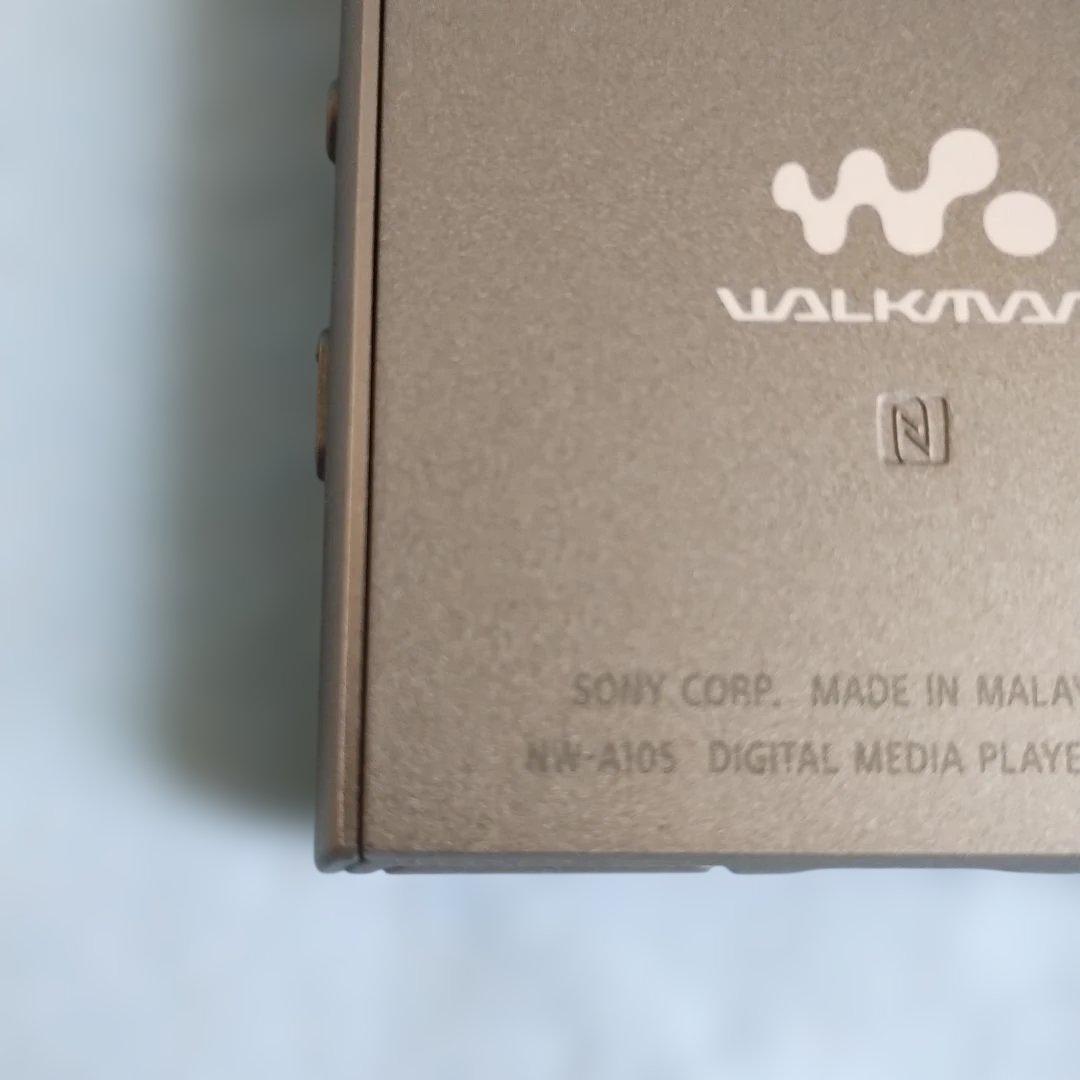 WALKMAN
SONY CORP. MADE IN MALAY
NW-A105 DIGITAL MEDIA PLAYE